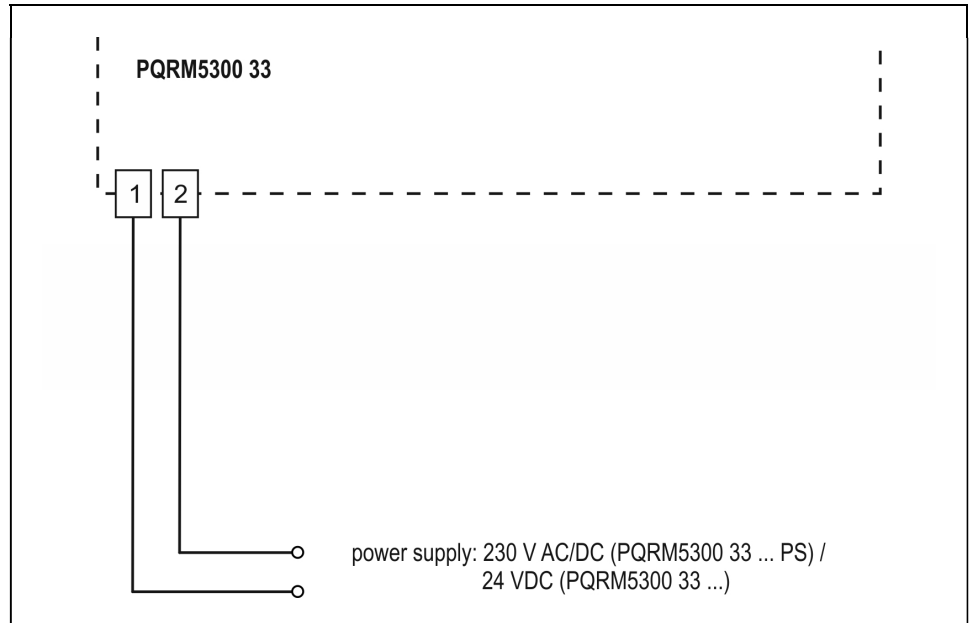 PQRM5300 33
1 2
power supply: 230 V AC/DC (PQRM5300 33 ... PS) /
24 VDC (PQRM5300 33 ...)